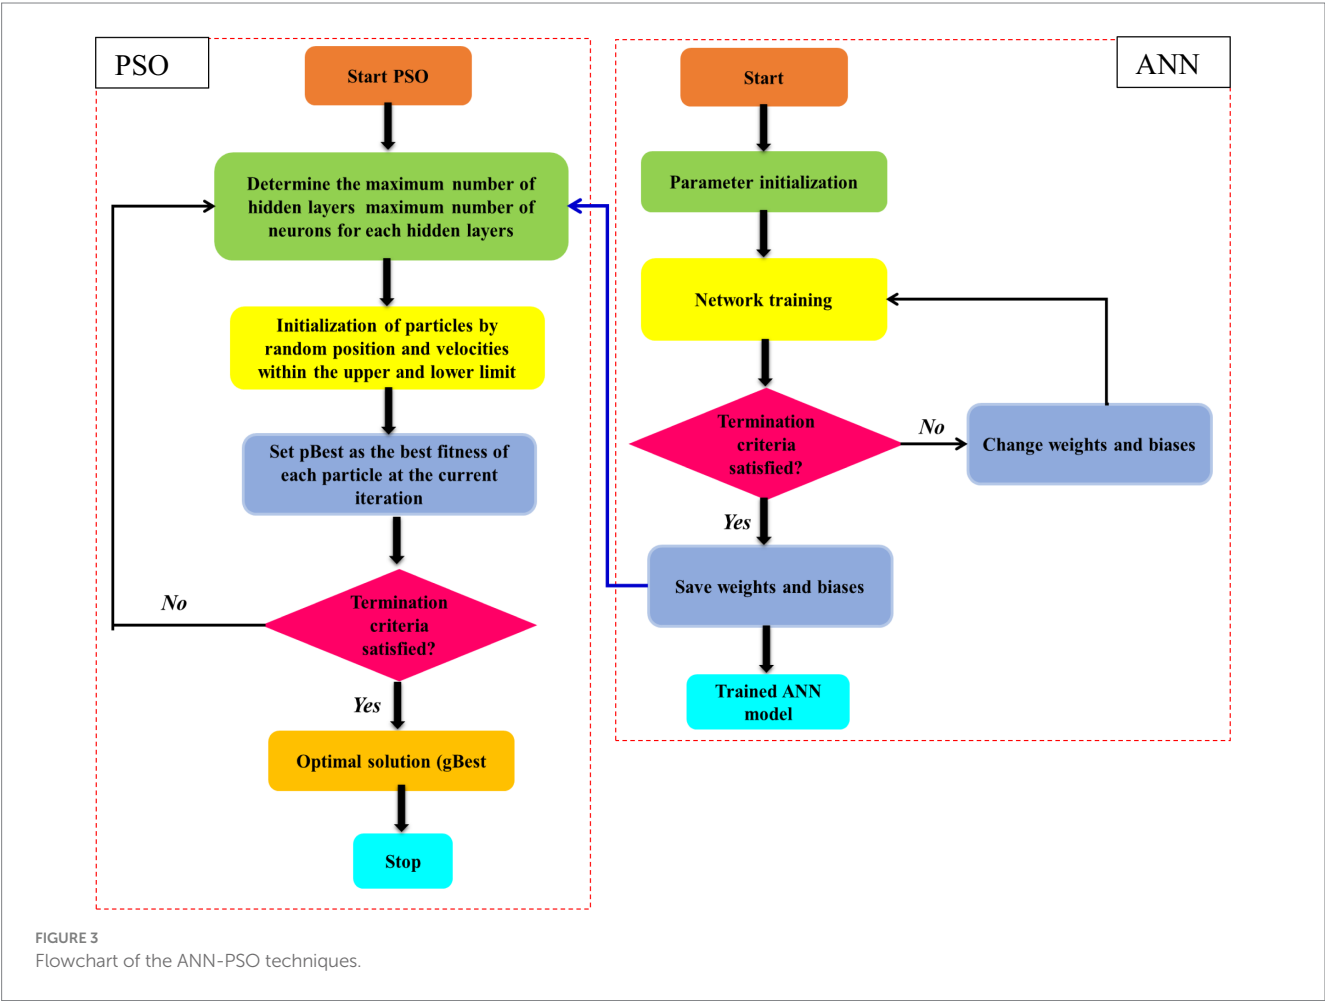 PSO
Start PSO
Determine the maximum number of
hidden layers maximum number of
neurons for each hidden layers
Initialization of particles by
random position and velocities
within the upper and lower limit
Set pBest as the best fitness of
each particle at the current
iteration
No
Termination
criteria
satisfied?
Yes
Optimal solution (gBest
Stop
ANN
Start
Parameter initialization
Network training
Termination
criteria
satisfied?
No
Change weights and biases
Yes
Save weights and biases
Trained ANN
model
FIGURE 3
Flowchart of the ANN-PSO techniques.